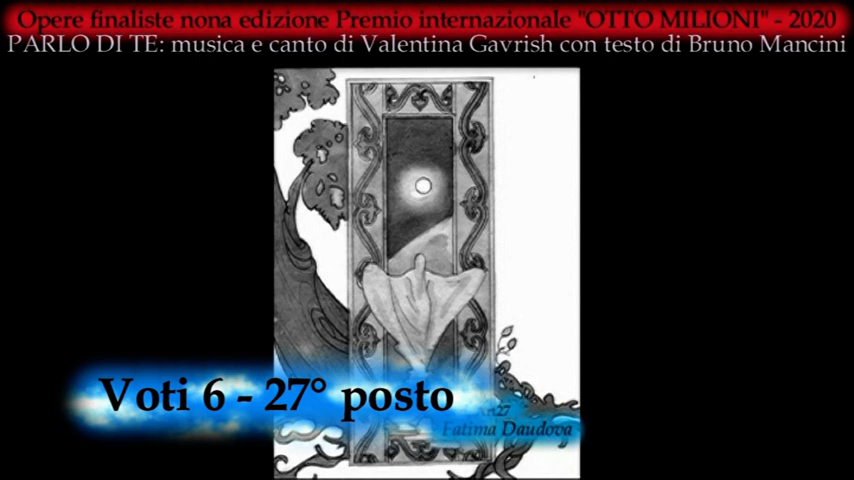 Opere finaliste nona edizione Premio internazionale "OTTO MILIONI" - 2020
PARLO DI TE: musica e canto di Valentina Gavrish con testo di Bruno Mancini
Voti 6 - 27° posto
Fatima Daudova